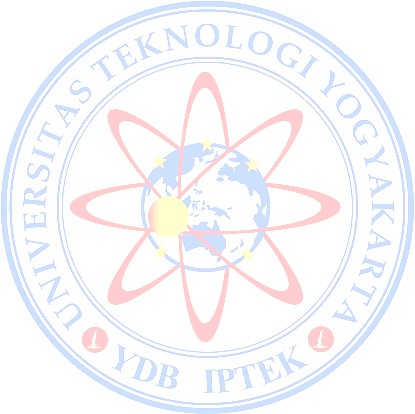 UNIVERSITAS TEKNOLOGI YOGYAKARTA
YDB IPTEK